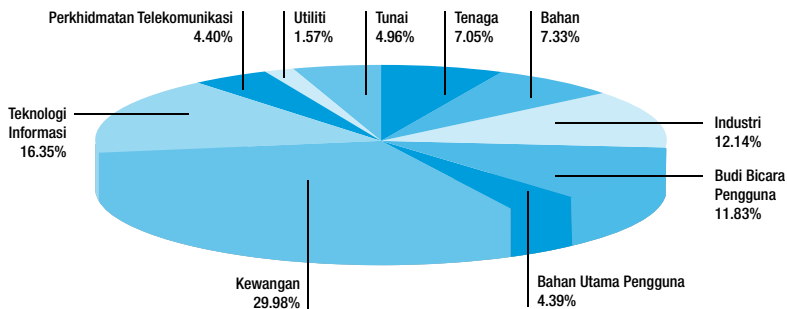 Perkhidmatan Telekomunikasi
4.40%
Utiliti
1.57%
Tunai
4.96%
Tenaga
7.05%
Bahan
7.33%
Teknologi
Informasi
16.35%
Industri
12.14%
Budi Bicara
Pengguna
11.83%
Kewangan
29.98%
Bahan Utama Pengguna
4.39%